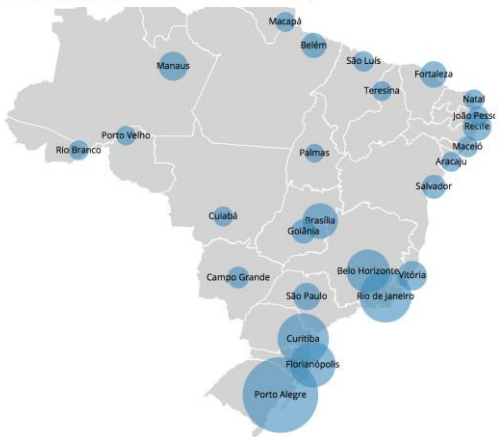 Macapá
Belém
São Luís
Manaus
Fortaleza
Teresina
Natal
João Pesso
Recife
Porto Velho
Rio Branco
Maceió
Palmas
Aracaju
Salvador
Cuiabá
Brasília
Goiânia
Belo Horizonte
Vitória
Campo Grande
São Paulo
Rio de Janeiro
Curitiba
Florianópolis
Porto Alegre